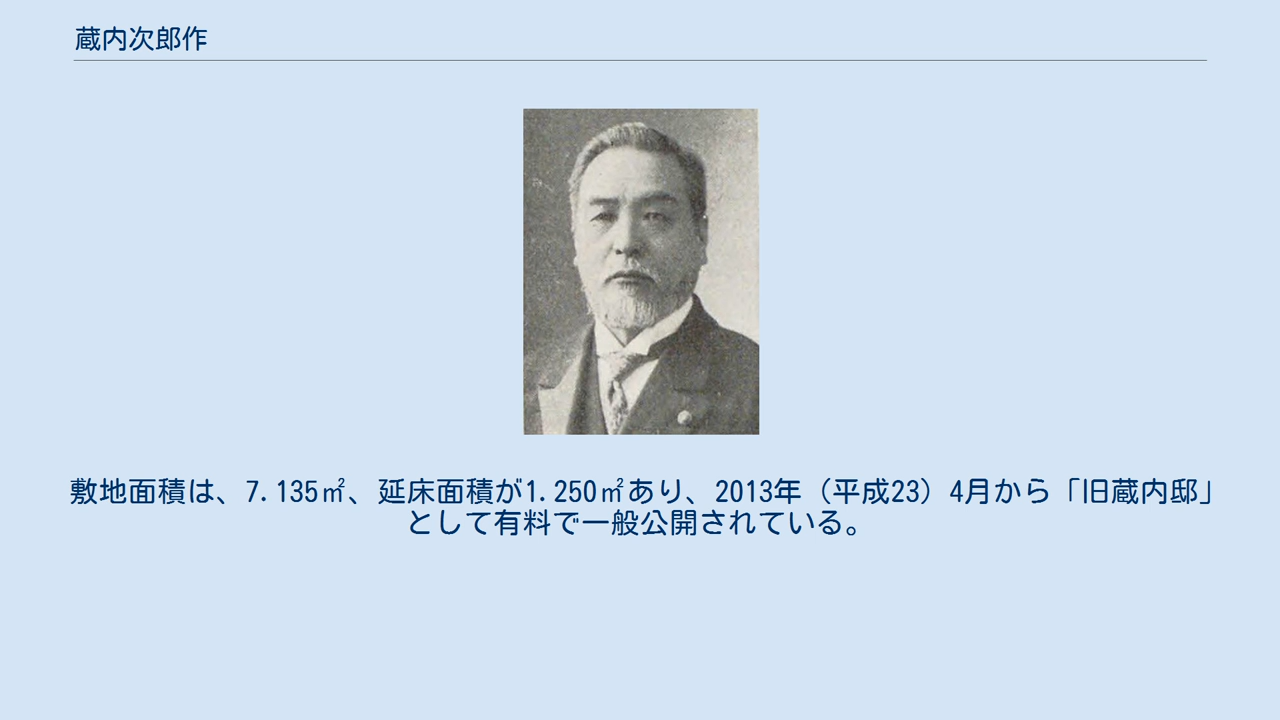 蔵内次郎作
敷地面積は、7.135㎡、延床面積が1.250㎡あり、2013年（平成23）4月から「旧蔵内邸」
として有料で一般公開されている。